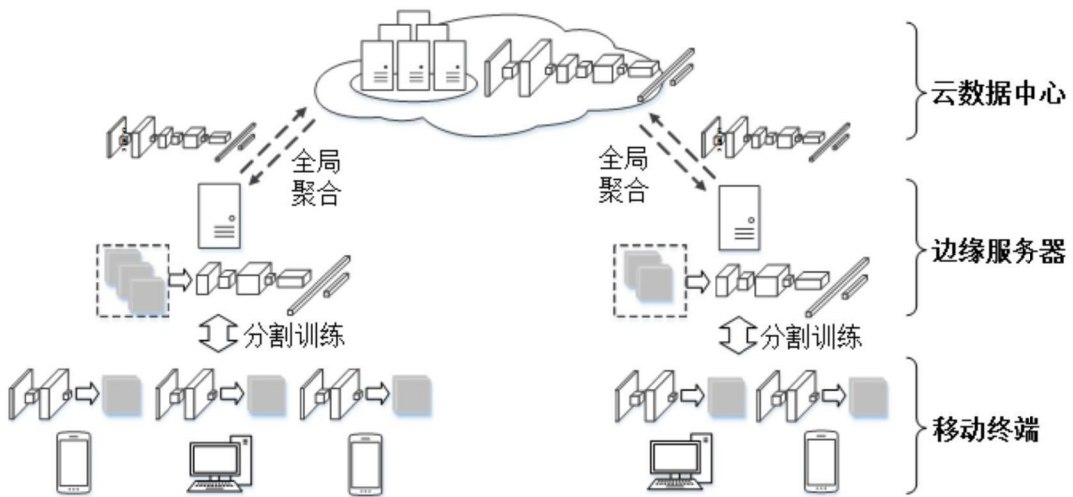 云数据中心
全局
聚合
全局
聚合
边缘服务器
分割训练
分割训练
移动终端